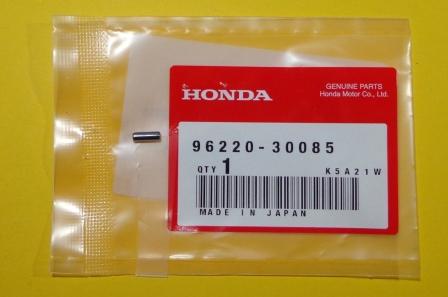 HONDA
GENUINE PARTS
Honda Motor Co., Ltd.
96220-30085
QTY 1 K5A21W
MADE IN JAPAN